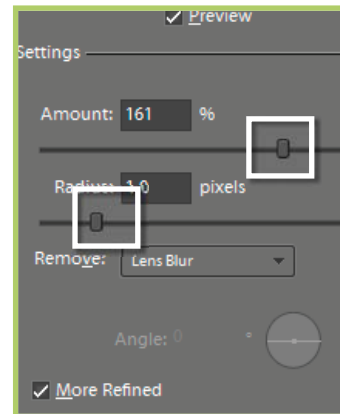 Preview
Settings
Amount: 161 %
Radius: 1.0 pixels
Remove: Lens Blur
Angle: 0 °
More Refined